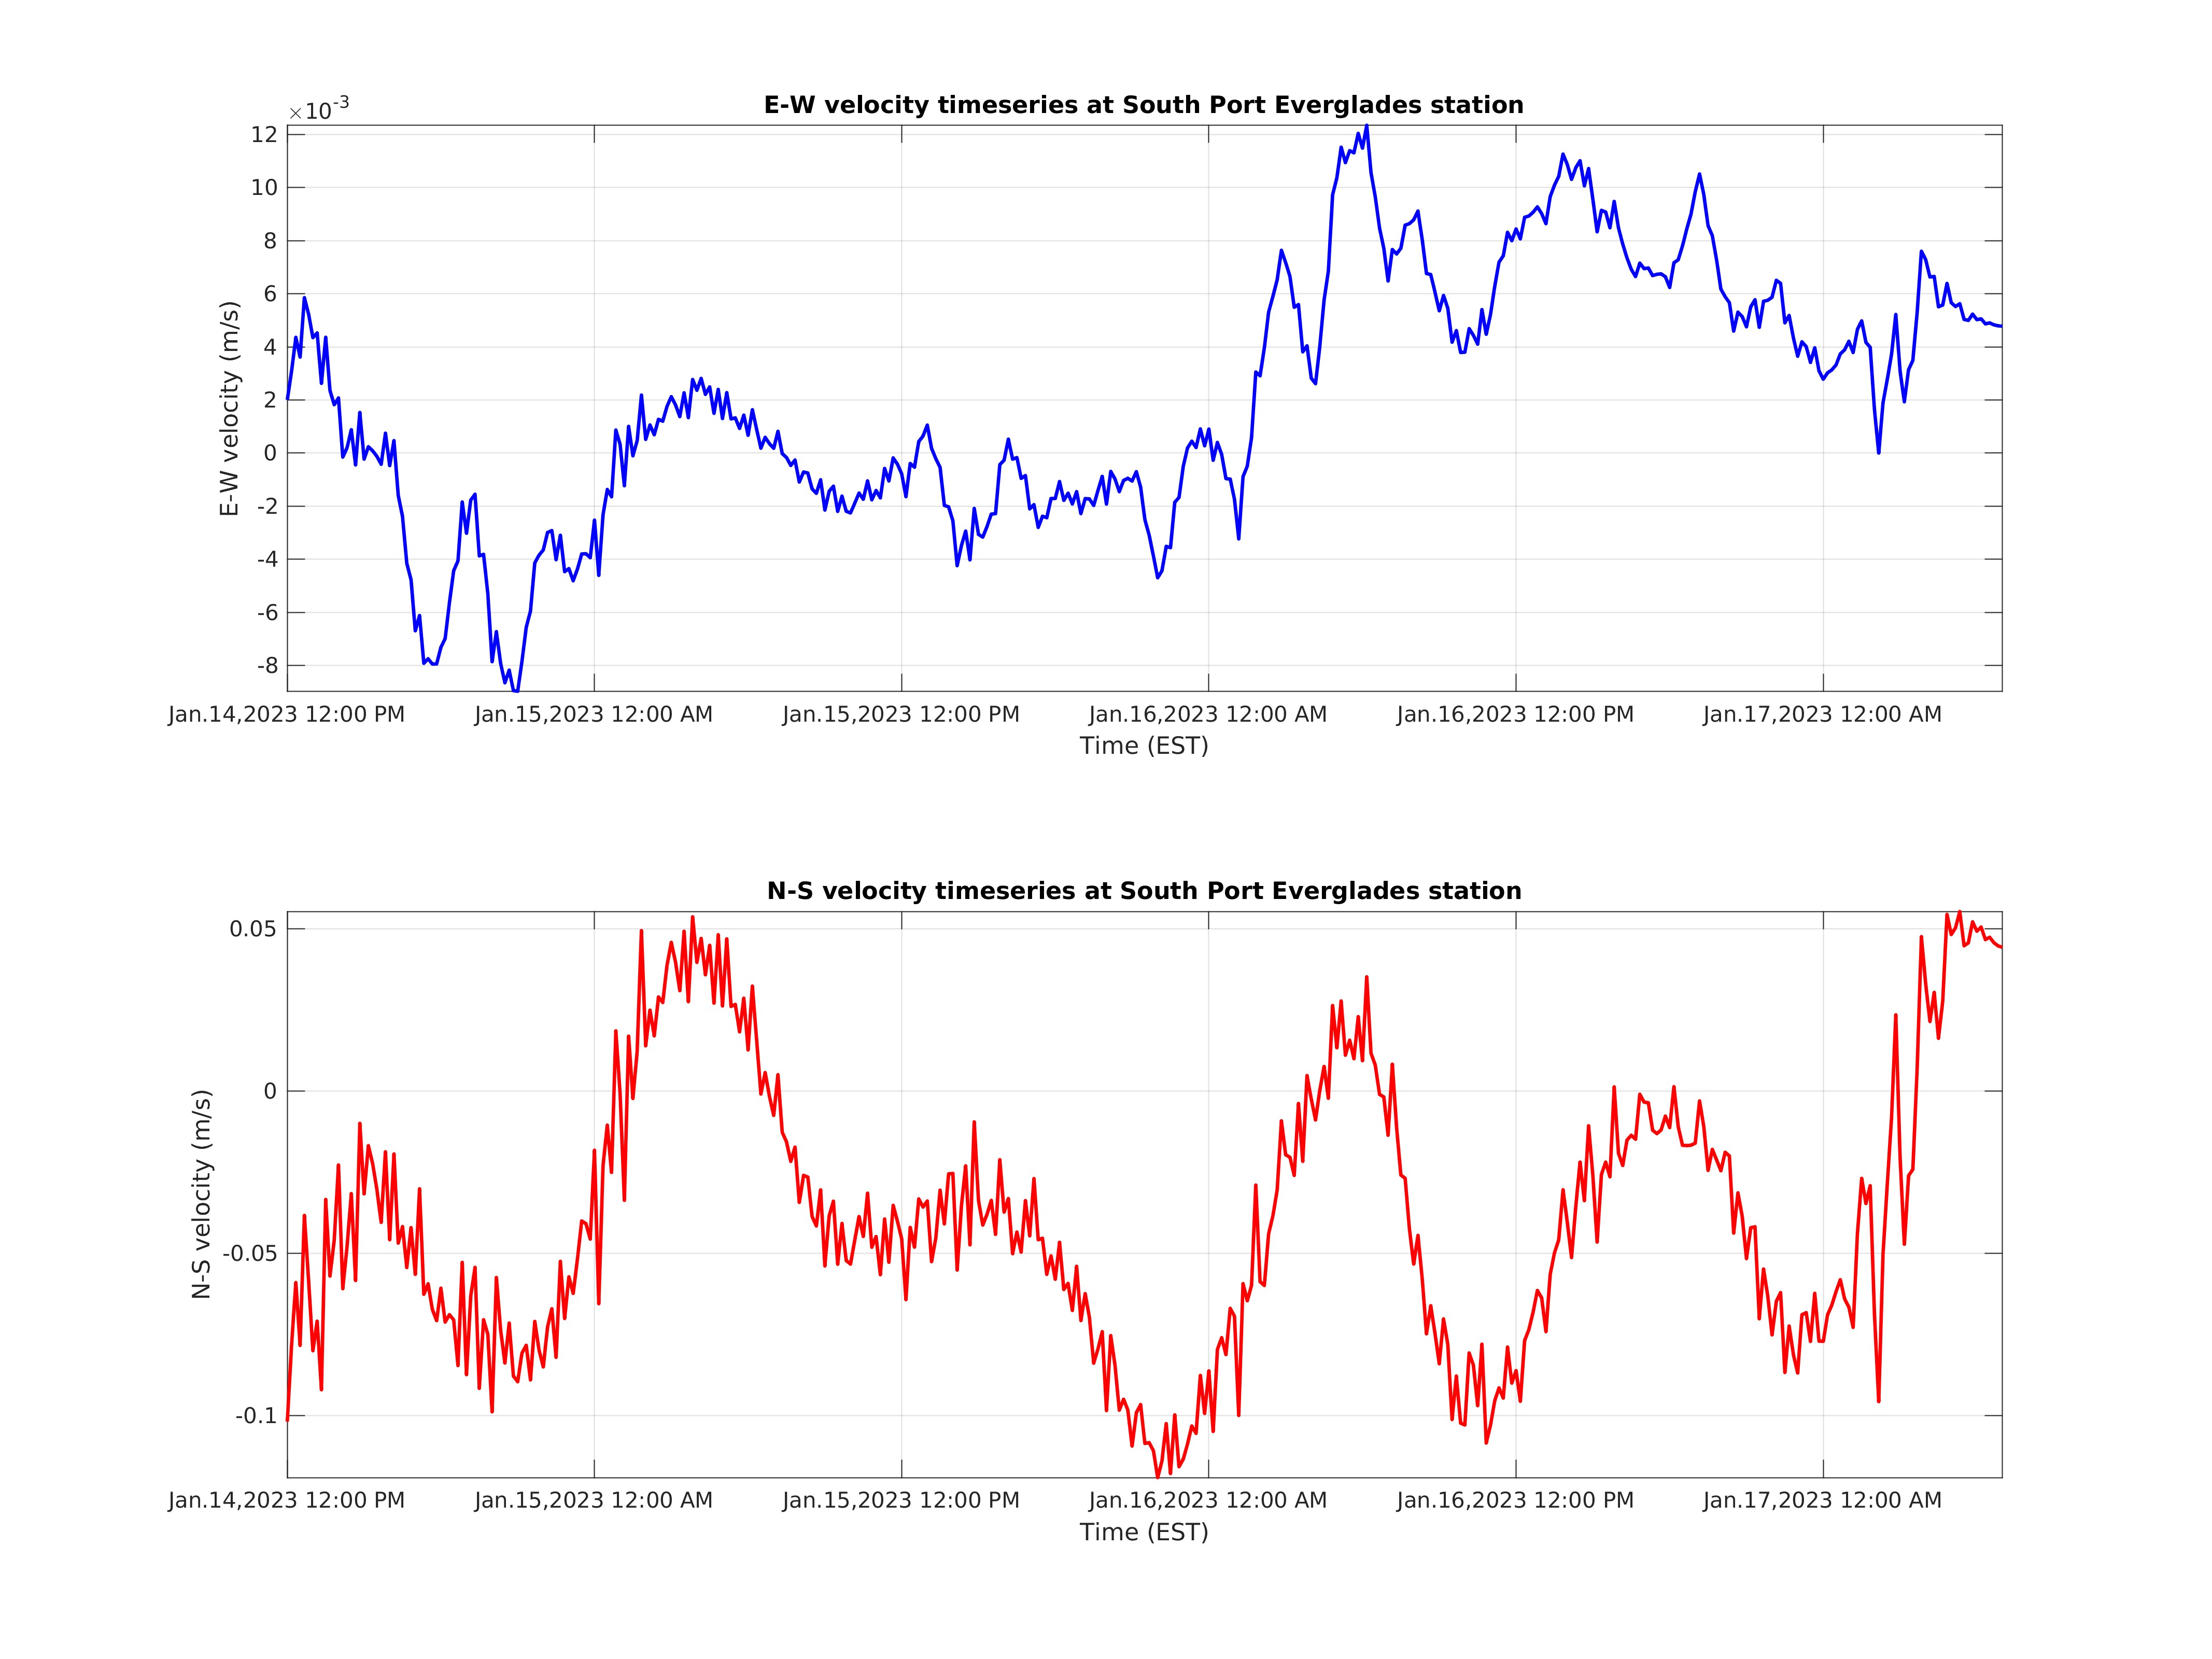 ×10-3
E-W velocity timeseries at South Port Everglades station
12
10
8
6
4
2
0
-2
-4
-6
-8
E-W velocity (m/s)
Jan.14,2023 12:00 PM Jan.15,2023 12:00 AM Jan.15,2023 12:00 PM Jan.16,2023 12:00 AM Jan.16,2023 12:00 PM Jan.17,2023 12:00 AM
Time (EST)
N-S velocity timeseries at South Port Everglades station
0.05
0
-0.05
-0.1
N-S velocity (m/s)
Jan.14,2023 12:00 PM Jan.15,2023 12:00 AM Jan.15,2023 12:00 PM Jan.16,2023 12:00 AM Jan.16,2023 12:00 PM Jan.17,2023 12:00 AM
Time (EST)